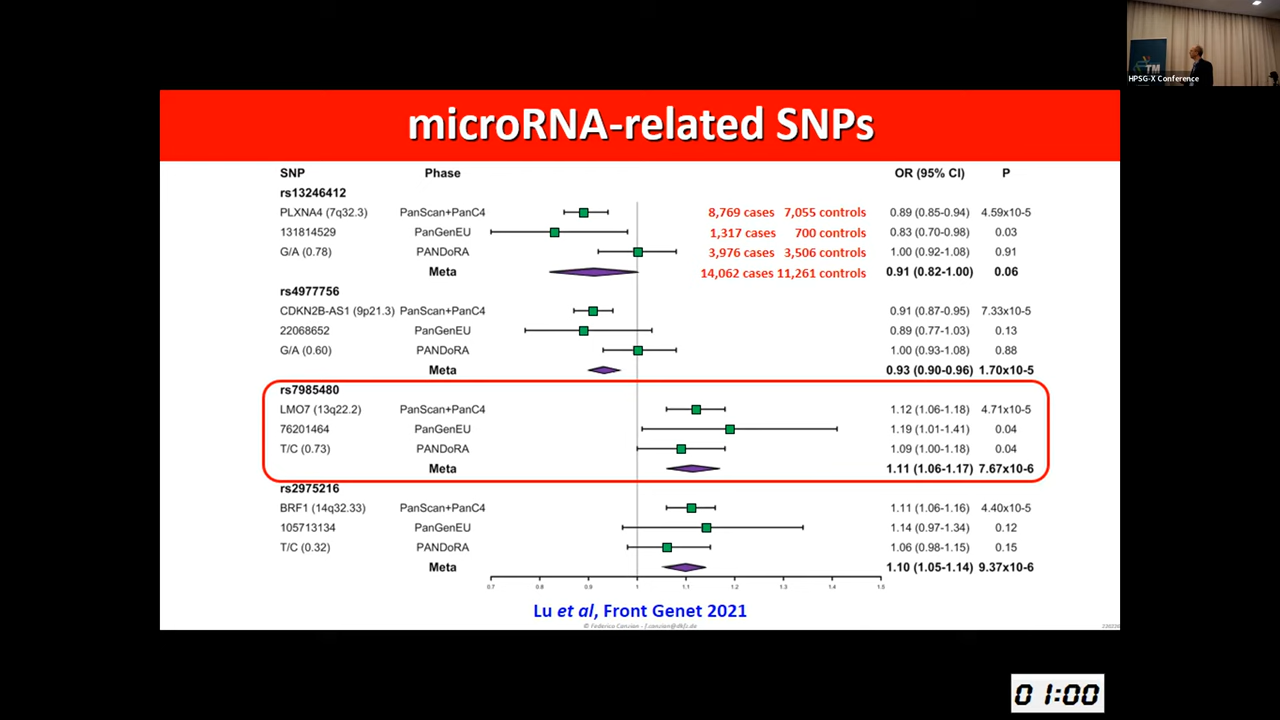 TM
HPSG-X Conference
microRNA-related SNPs
SNP Phase OR (95% CI) P
rs13246412
PLXNA4 (7q32.3) PanScan+PanC4 8,769 cases 7,055 controls 0.89 (0.85-0.94) 4.59x10-5
131814529 PanGenEU 1,317 cases 700 controls 0.83 (0.70-0.98) 0.03
G/A (0.78) PANDoRA 3,976 cases 3,506 controls 1.00 (0.92-1.08) 0.91
Meta 14,062 cases 11,261 controls 0.91 (0.82-1.00) 0.06
rs4977756
CDKN2B-AS1 (9p21.3) PanScan+PanC4 0.91 (0.87-0.95) 7.33x10-5
22068652 PanGenEU 0.89 (0.77-1.03) 0.13
G/A (0.60) PANDoRA 1.00 (0.93-1.08) 0.88
Meta 0.93 (0.90-0.96) 1.70x10-5
rs7985480
LMO7 (13q22.2) PanScan+PanC4 1.12 (1.06-1.18) 4.71x10-5
76201464 PanGenEU 1.19 (1.01-1.41) 0.04
T/C (0.73) PANDoRA 1.09 (1.00-1.18) 0.04
Meta 1.11 (1.06-1.17) 7.67x10-6
rs2975216
BRF1 (14q32.33) PanScan+PanC4 1.11 (1.06-1.16) 4.40x10-5
105713134 PanGenEU 1.14 (0.97-1.34) 0.12
T/C (0.32) PANDoRA 1.06 (0.98-1.15) 0.15
Meta 1.10 (1.05-1.14) 9.37x10-6
0.7 0.8 0.9 1 1.1 1.2 1.3 1.4 1.5
Lu et al, Front Genet 2021
© Federico Canzian - f.canzian@dkfz.de
01:00